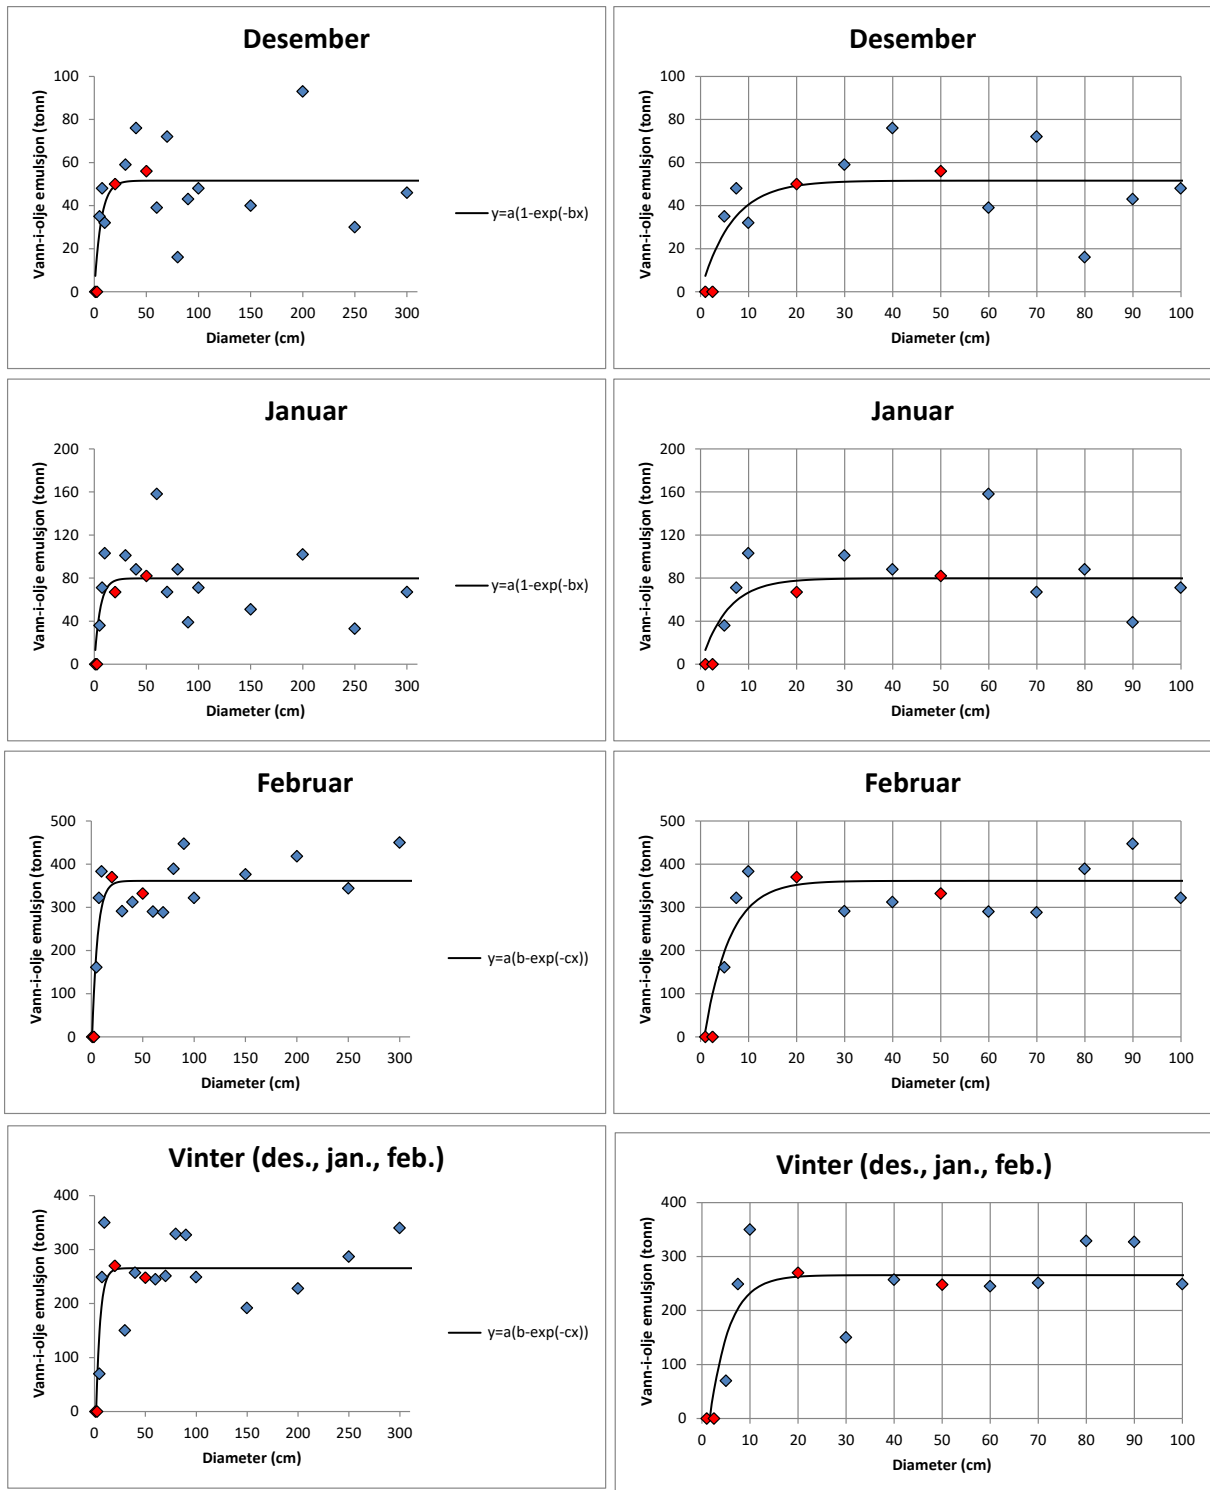 Desember
Vann-i-olje emulsjon (tonn)
100
80
60
40
20
0
0 50 100 150 200 250 300
Diameter (cm)
y=a(1-exp(-bx)
Desember
Vann-i-olje emulsjon (tonn)
100
80
60
40
20
0
0 10 20 30 40 50 60 70 80 90 100
Diameter (cm)
Januar
Vann-i-olje emulsjon (tonn)
200
160
120
80
40
0
0 50 100 150 200 250 300
Diameter (cm)
y=a(1-exp(-bx)
Januar
Vann-i-olje emulsjon (tonn)
200
160
120
80
40
0
0 10 20 30 40 50 60 70 80 90 100
Diameter (cm)
Februar
Vann-i-olje emulsjon (tonn)
500
400
300
200
100
0
0 50 100 150 200 250 300
Diameter (cm)
y=a(b-exp(-cx))
Februar
Vann-i-olje emulsjon (tonn)
500
400
300
200
100
0
0 10 20 30 40 50 60 70 80 90 100
Diameter (cm)
Vinter (des., jan., feb.)
Vann-i-olje emulsjon (tonn)
400
300
200
100
0
0 50 100 150 200 250 300
Diameter (cm)
y=a(b-exp(-cx))
Vinter (des., jan., feb.)
Vann-i-olje emulsjon (tonn)
400
300
200
100
0
0 10 20 30 40 50 60 70 80 90 100
Diameter (cm)